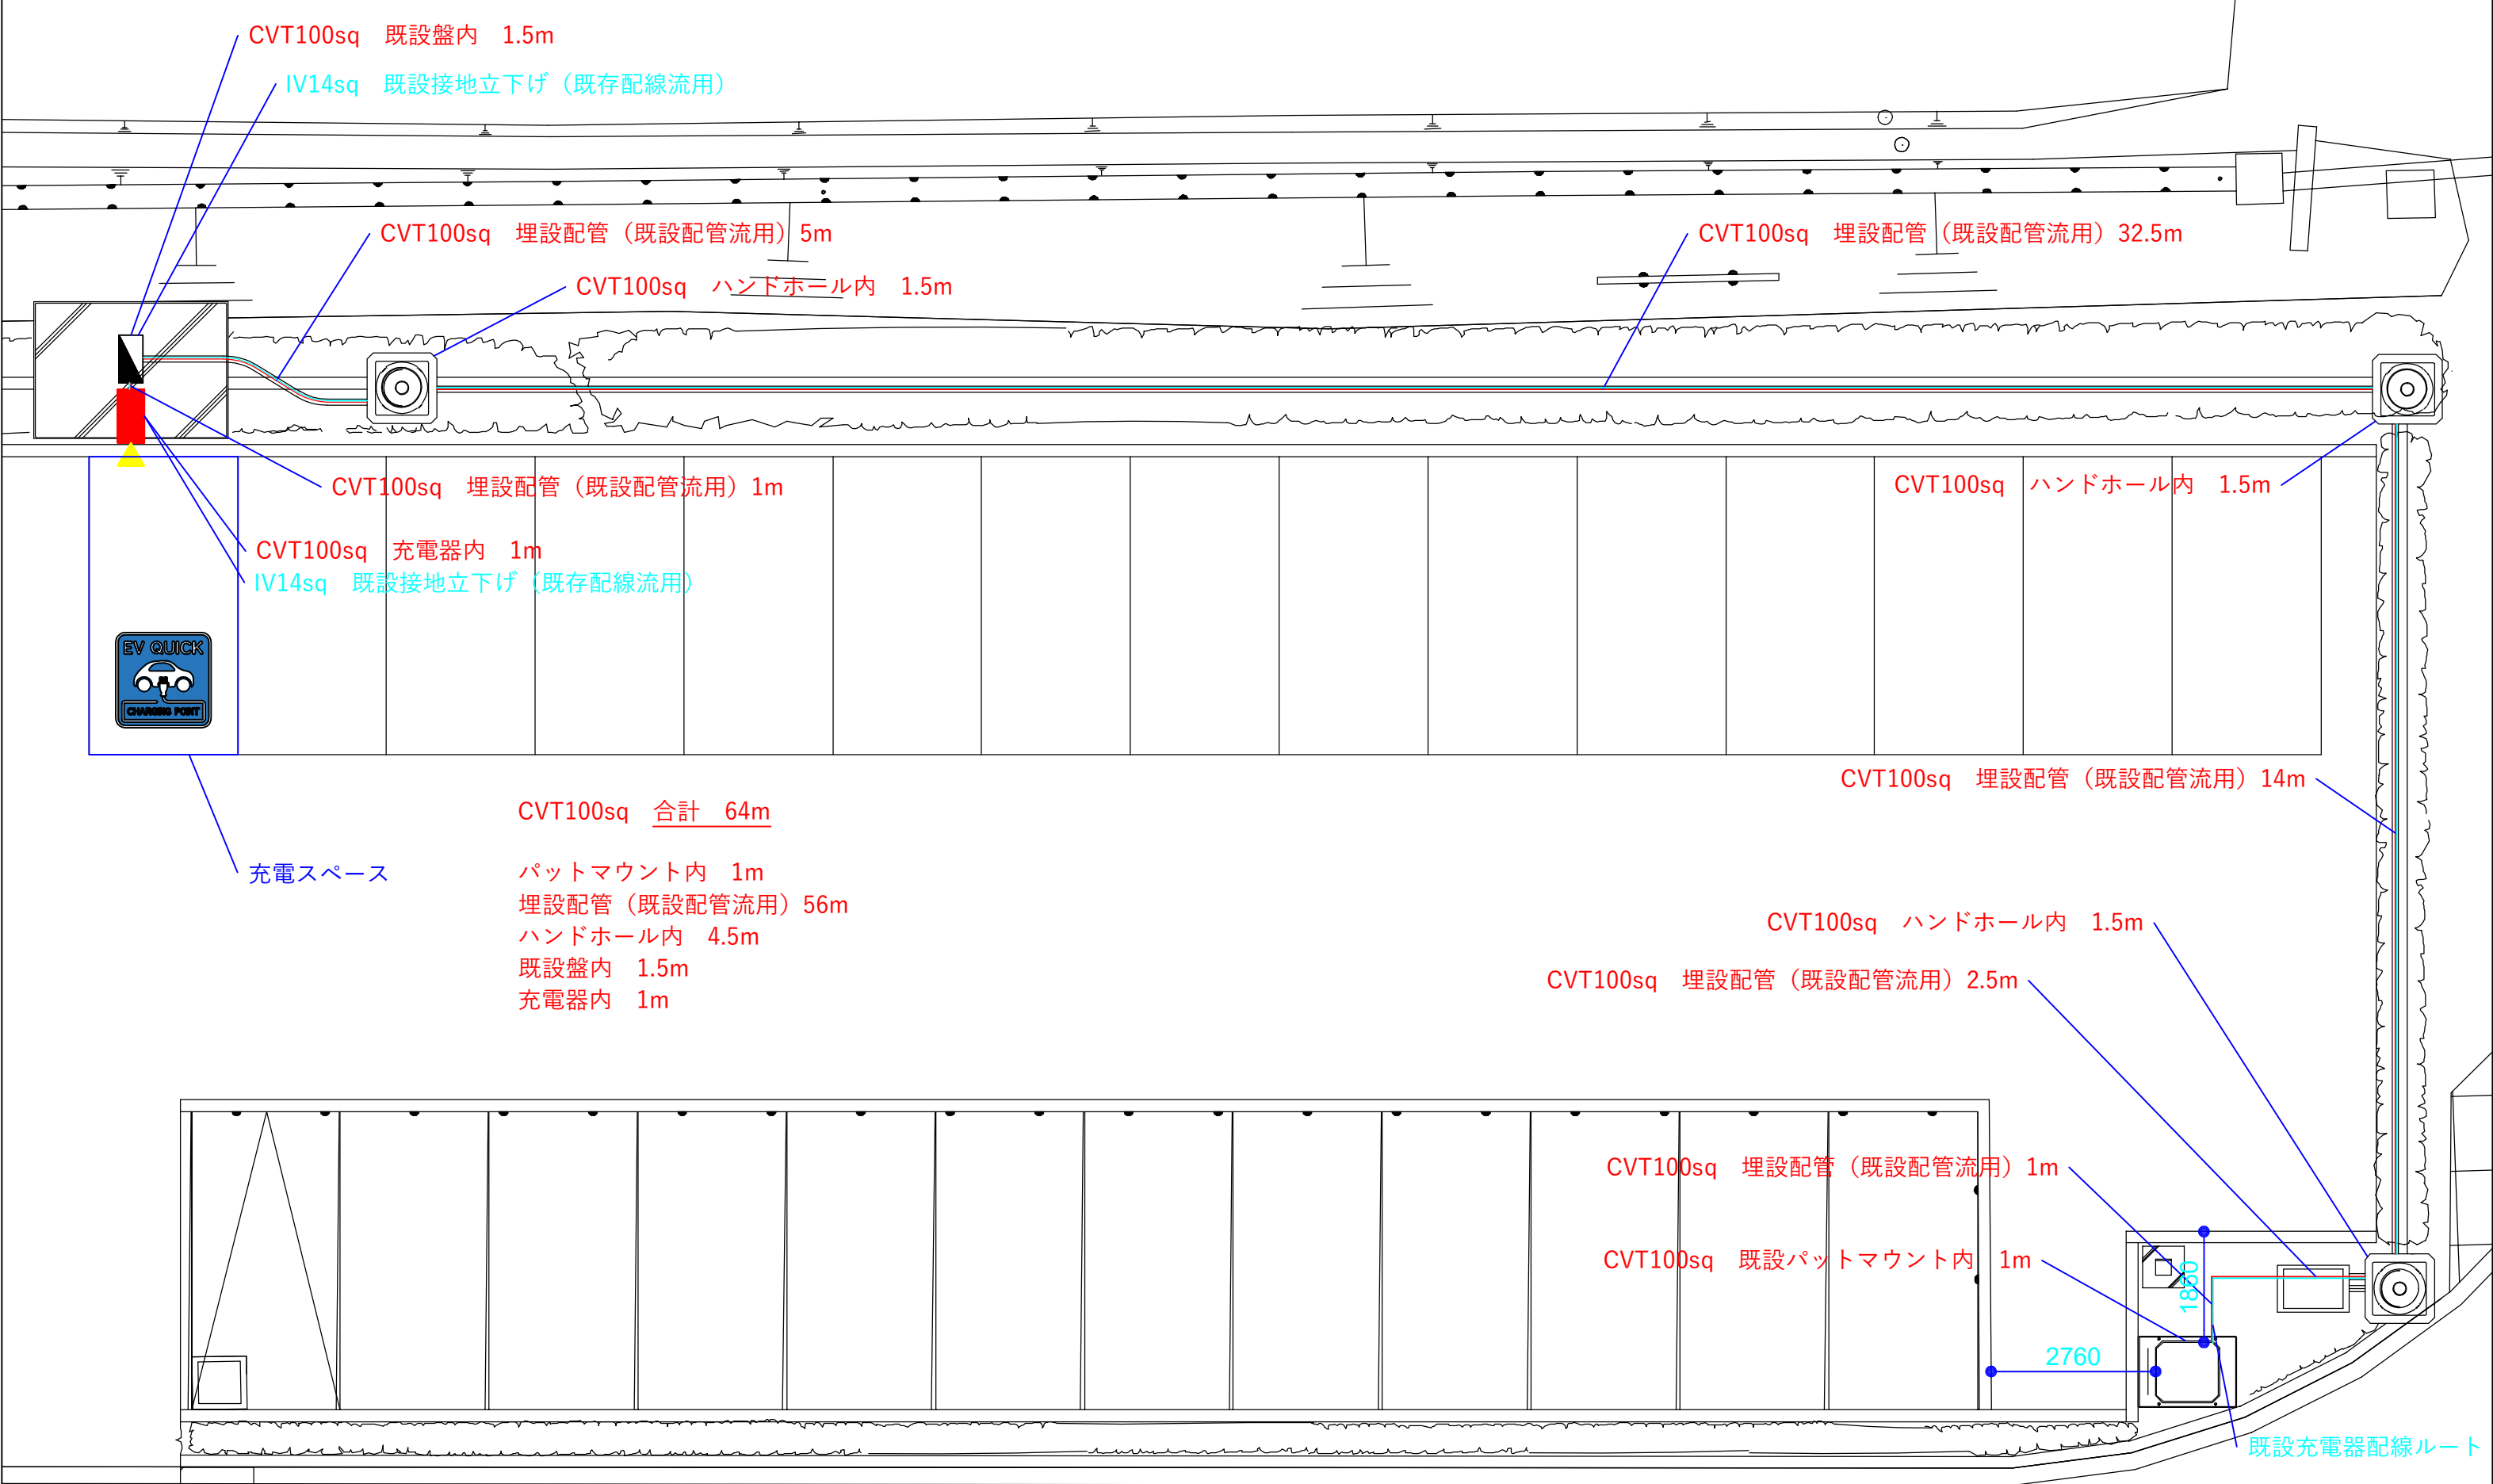 CVT100sq　既設盤内　1.5m
IV14sq　既設接地立下げ（既存配線流用）
CVT100sq　埋設配管（既設配管流用）5m
CVT100sq　埋設配管（既設配管流用）32.5m
CVT100sq　ハンドホール内　1.5m
CVT100sq　埋設配管（既設配管流用）1m
CVT100sq　ハンドホール内　1.5m
CVT100sq　充電器内　1m
IV14sq　既設接地立下げ（既存配線流用）
EV QUICK
CHARGING POINT
CVT100sq　埋設配管（既設配管流用）14m
CVT100sq　合計　64m
充電スペース
パットマウント内　1m
埋設配管（既設配管流用）56m
ハンドホール内　4.5m
既設盤内　1.5m
充電器内　1m
CVT100sq　ハンドホール内　1.5m
CVT100sq　埋設配管（既設配管流用）2.5m
CVT100sq　埋設配管（既設配管流用）1m
CVT100sq　既設パットマウント内　1m
1860
2760
既設充電器配線ルート